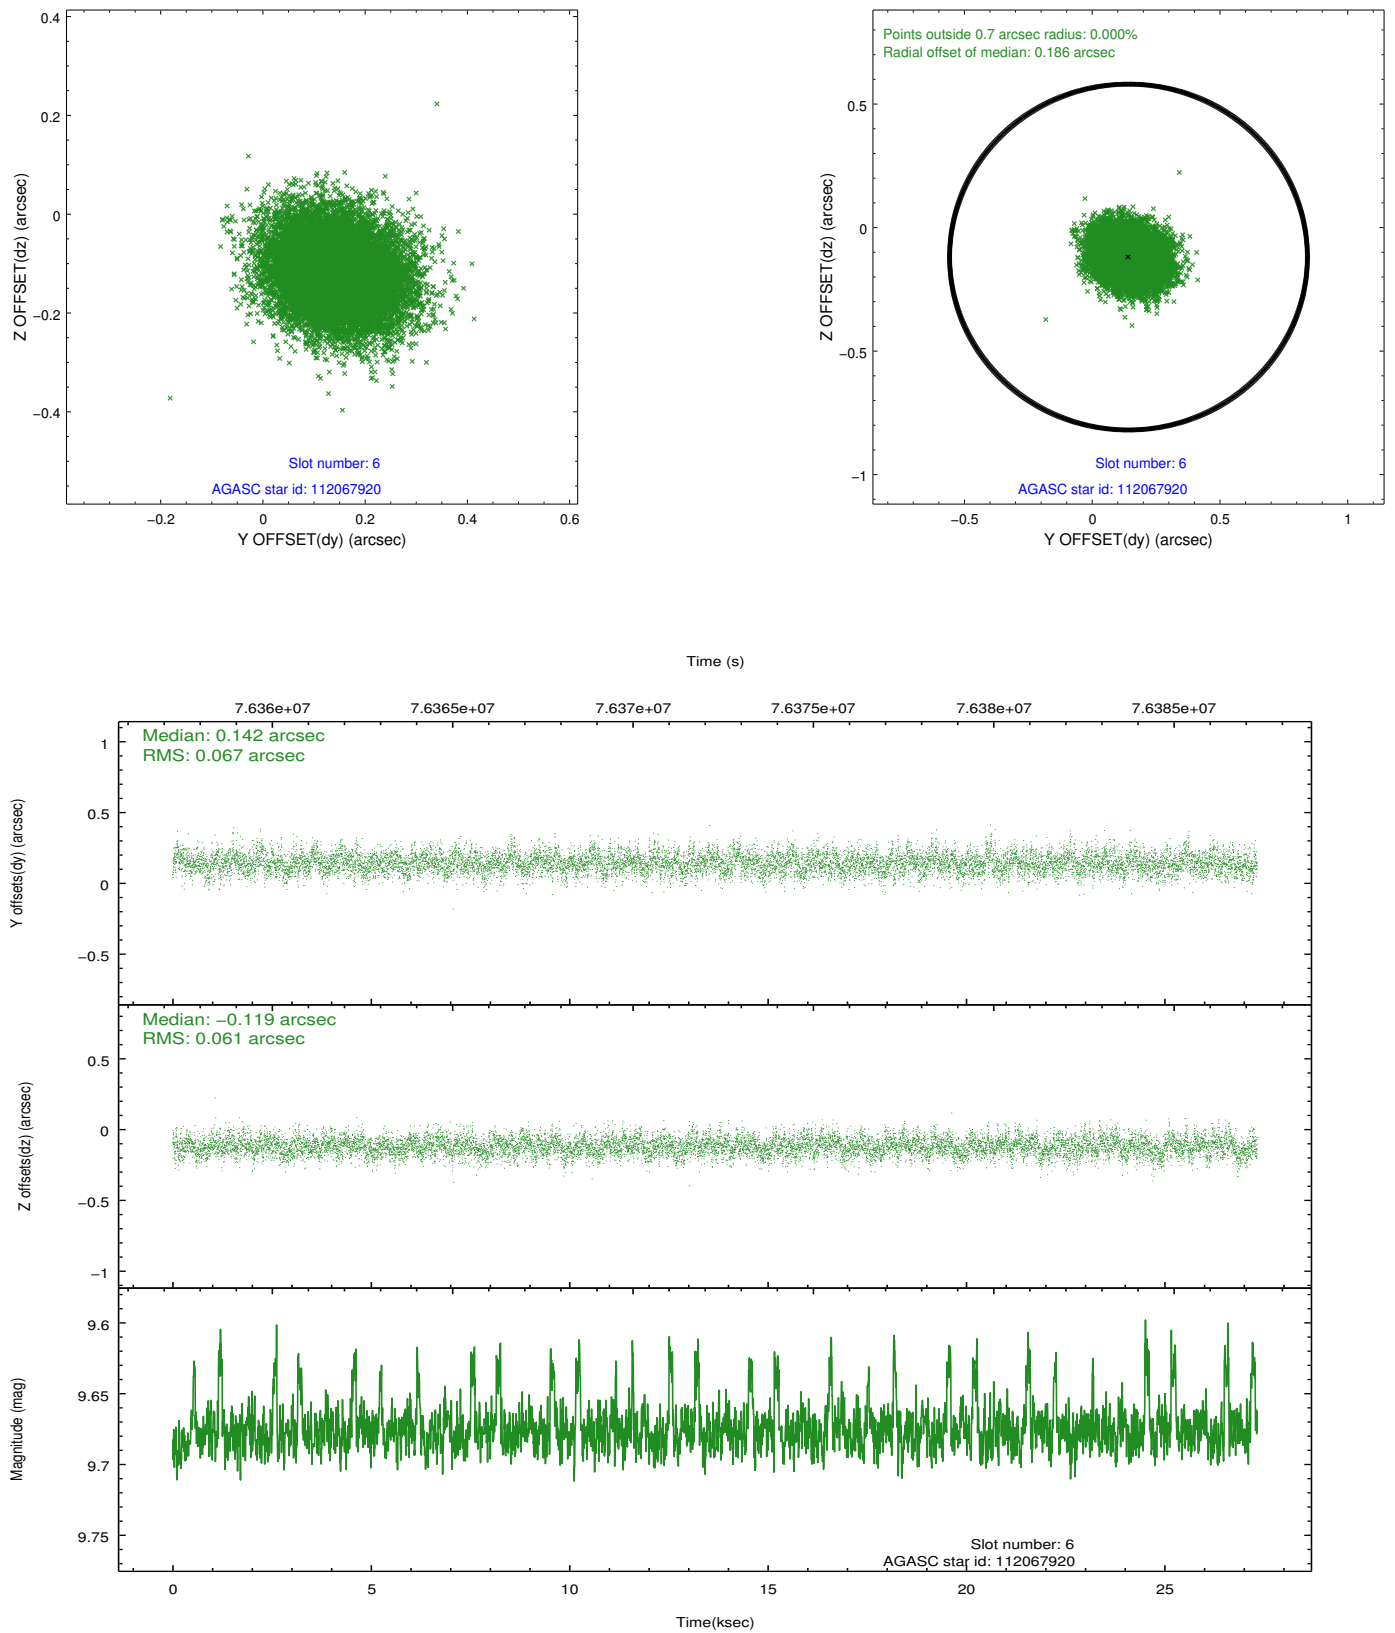 0.4
0.2
0
−0.2
−0.4
Z OFFSET(dz) (arcsec)
Slot number: 6
AGASC star id: 112067920
−0.2 0 0.2 0.4 0.6
Y OFFSET(dy) (arcsec)
Points outside 0.7 arcsec radius: 0.000%
Radial offset of median: 0.186 arcsec
0.5
0
−0.5
−1
Z OFFSET(dz) (arcsec)
Slot number: 6
AGASC star id: 112067920
−0.5 0 0.5 1
Y OFFSET(dy) (arcsec)
Time (s)
7.636e+07 7.6365e+07 7.637e+07 7.6375e+07 7.638e+07 7.6385e+07
Median: 0.142 arcsec
RMS: 0.067 arcsec
1
0.5
0
−0.5
Y offsets(dy) (arcsec)
Median: −0.119 arcsec
RMS: 0.061 arcsec
0.5
0
−0.5
−1
Z offsets(dz) (arcsec)
9.6
9.65
9.7
9.75
Magnitude (mag)
Slot number: 6
AGASC star id: 112067920
0 5 10 15 20 25
Time(ksec)